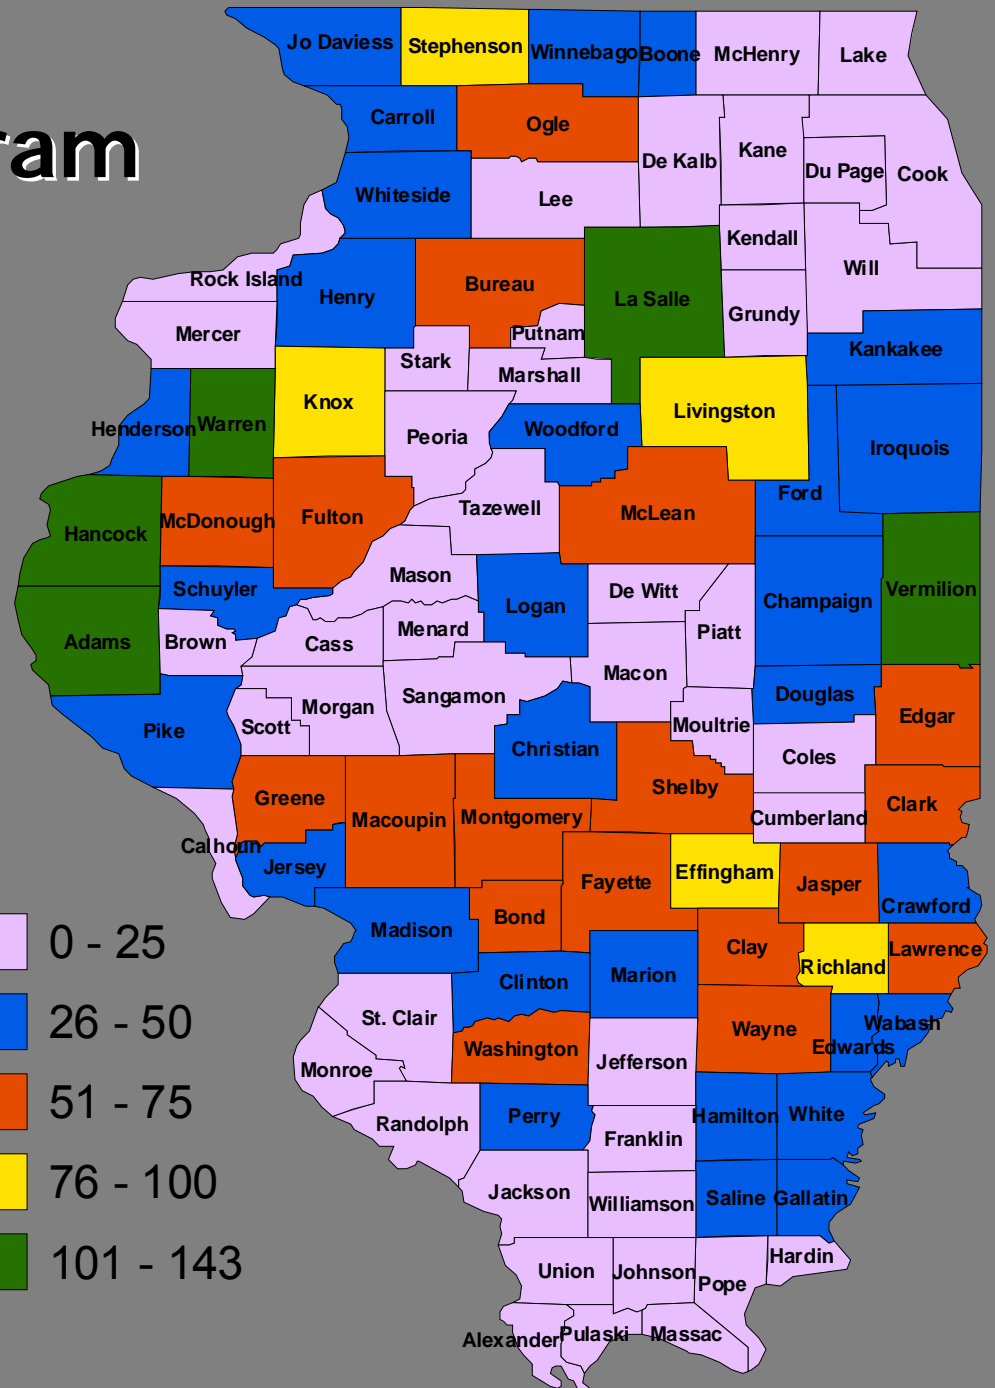 Jo Daviess
Stephenson
Winnebago
Boone
McHenry
Lake
Carroll
Ogle
ram
De Kalb
Kane
Du Page
Cook
Whiteside
Lee
Kendall
Will
Rock Island
Henry
Bureau
La Salle
Grundy
Mercer
Putnam
Kankakee
Stark
Marshall
Knox
Livingston
Henderson
Warren
Peoria
Woodford
Iroquois
Ford
Hancock
McDonough
Fulton
Tazewell
McLean
Schuyler
Mason
Logan
De Witt
Champaign
Vermilion
Adams
Brown
Cass
Menard
Piatt
Macon
Pike
Scott
Morgan
Sangamon
Christian
Moultrie
Douglas
Edgar
Coles
Greene
Macoupin
Montgomery
Shelby
Cumberland
Clark
Calhoun
Jersey
Fayette
Effingham
Jasper
Crawford
Madison
Bond
Clay
Richland
Lawrence
0 - 25
Clinton
Marion
St. Clair
Washington
Wayne
Edwards
Wabash
26 - 50
Monroe
Jefferson
51 - 75
Randolph
Perry
Franklin
Hamilton
White
76 - 100
Jackson
Williamson
Saline
Gallatin
101 - 143
Union
Johnson
Pope
Hardin
Alexander
Pulaski
Massac